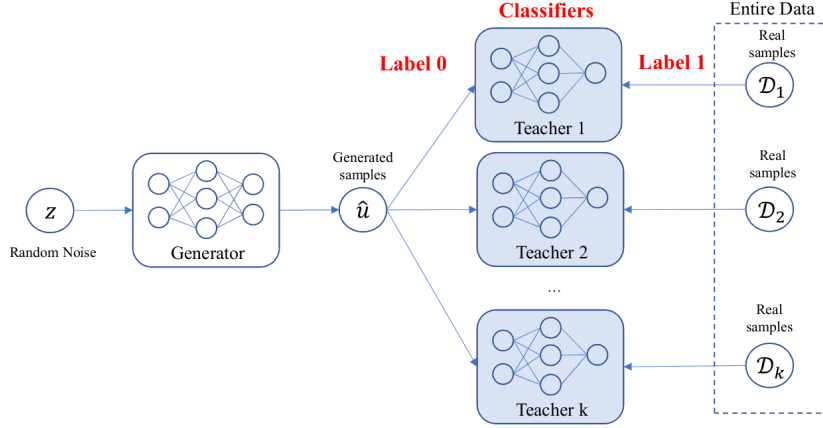 Classifiers
Entire Data
Label 0
Label 1
Real
samples
𝒟₁
Teacher 1
Generated
samples
Real
samples
z
û
𝒟₂
Random Noise
Generator
Teacher 2
...
Real
samples
𝒟ₖ
Teacher k